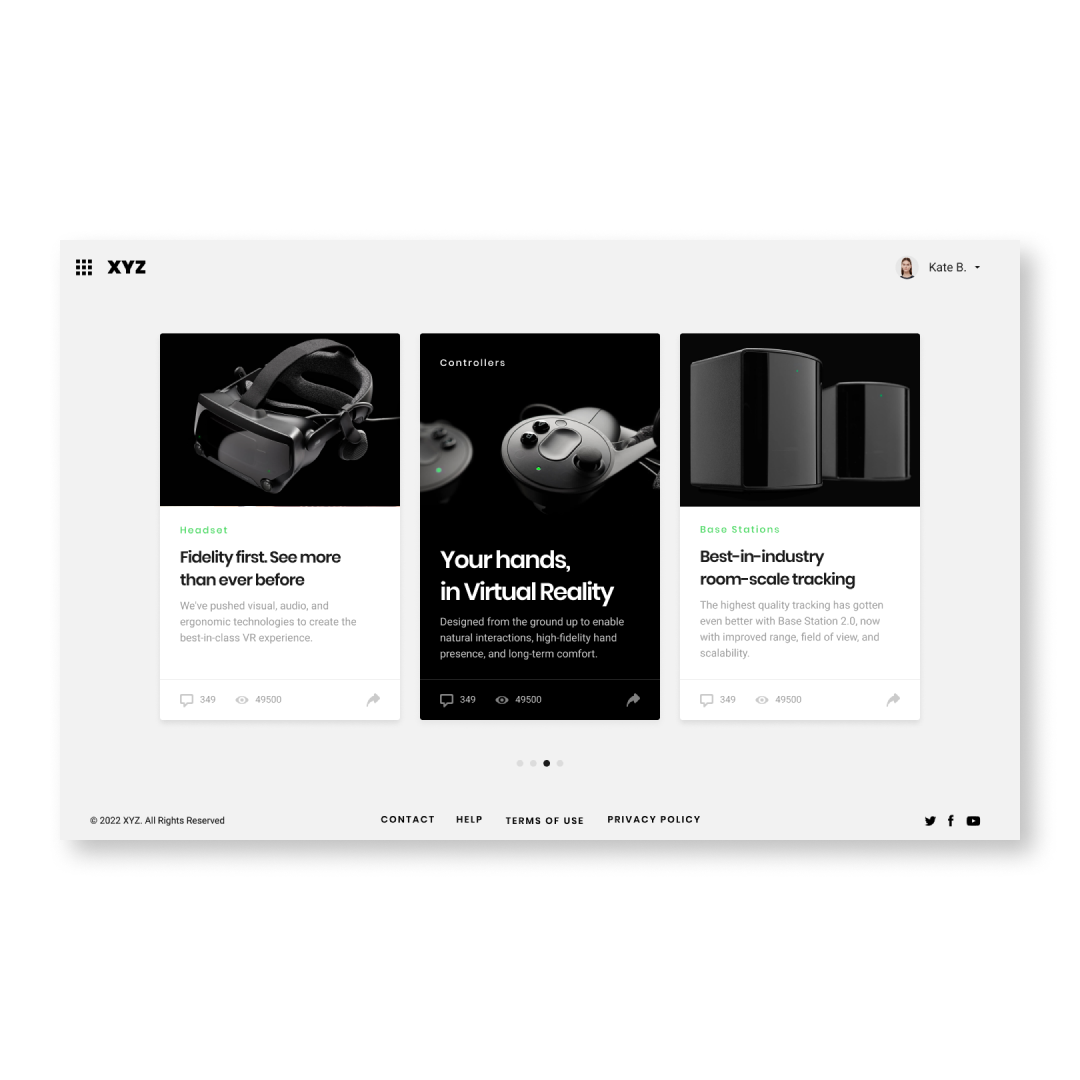 XYZ
Kate B.
Headset
Fidelity first. See more
than ever before
We've pushed visual, audio, and
ergonomic technologies to create the
best-in-class VR experience.
349 49500
Controllers
Your hands,
in Virtual Reality
Designed from the ground up to enable
natural interactions, high-fidelity hand
presence, and long-term comfort.
349 49500
Base Stations
Best-in-industry
room-scale tracking
The highest quality tracking has gotten
even better with Base Station 2.0, now
with improved range, field of view, and
scalability.
349 49500
© 2022 XYZ. All Rights Reserved
CONTACT HELP TERMS OF USE PRIVACY POLICY